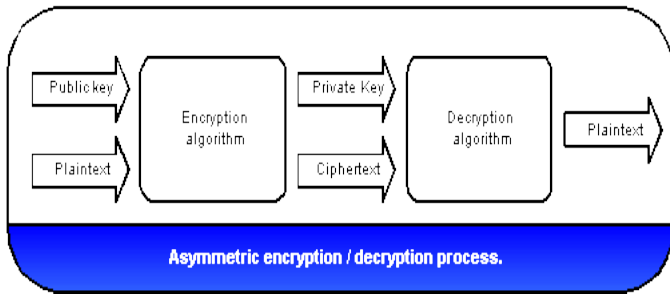 Public key
Plaintext
Encryption
algorithm
Private Key
Ciphertext
Decryption
algorithm
Plaintext
Asymmetric encryption / decryption process.